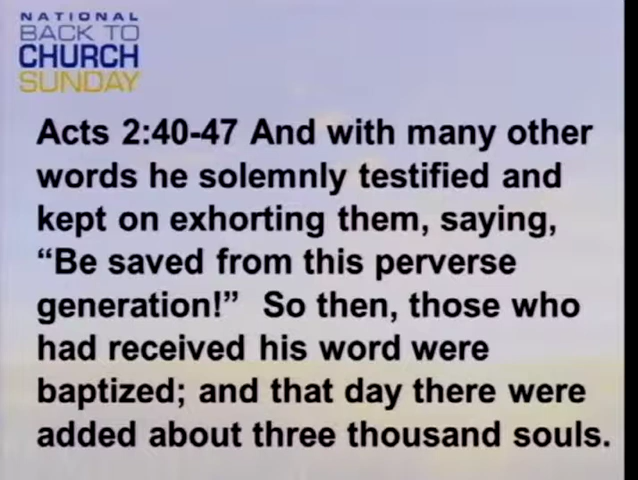 NATIONAL
BACK TO
CHURCH
SUNDAY
Acts 2:40-47 And with many other
words he solemnly testified and
kept on exhorting them, saying,
“Be saved from this perverse
generation!”  So then, those who
had received his word were
baptized; and that day there were
added about three thousand souls.